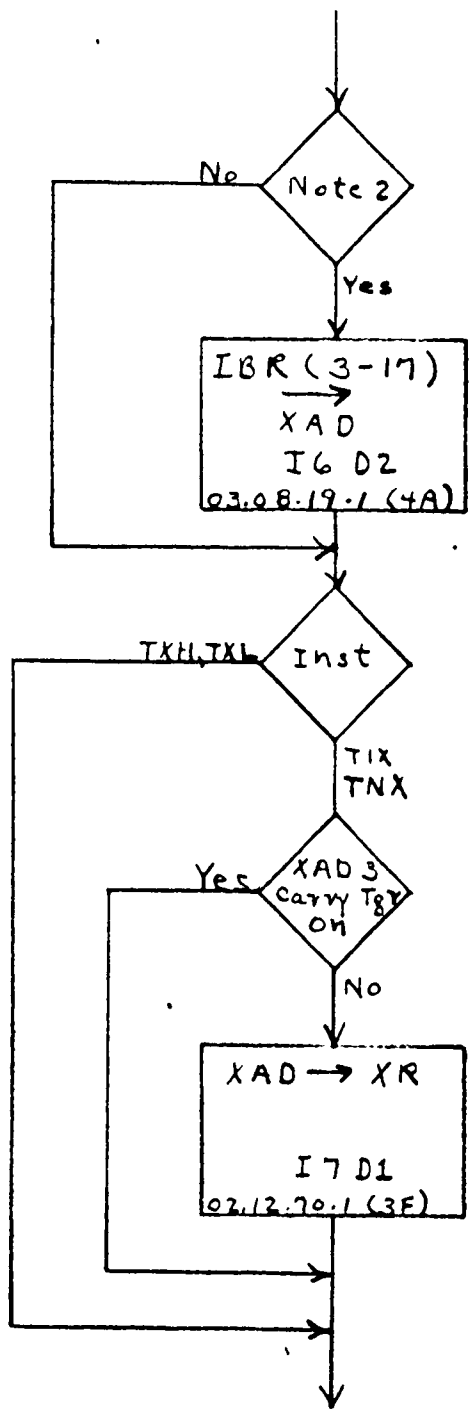 No
Note 2
Yes
IBR (3-17)
→
XAD
I6 D2
03.08.19.1 (4A)
TXH, TXL
Inst
TIX
TNX
Yes
XAD 3
Carry Tgr
On
No
XAD → XR
I7 D1
02.12.70.1 (3F)